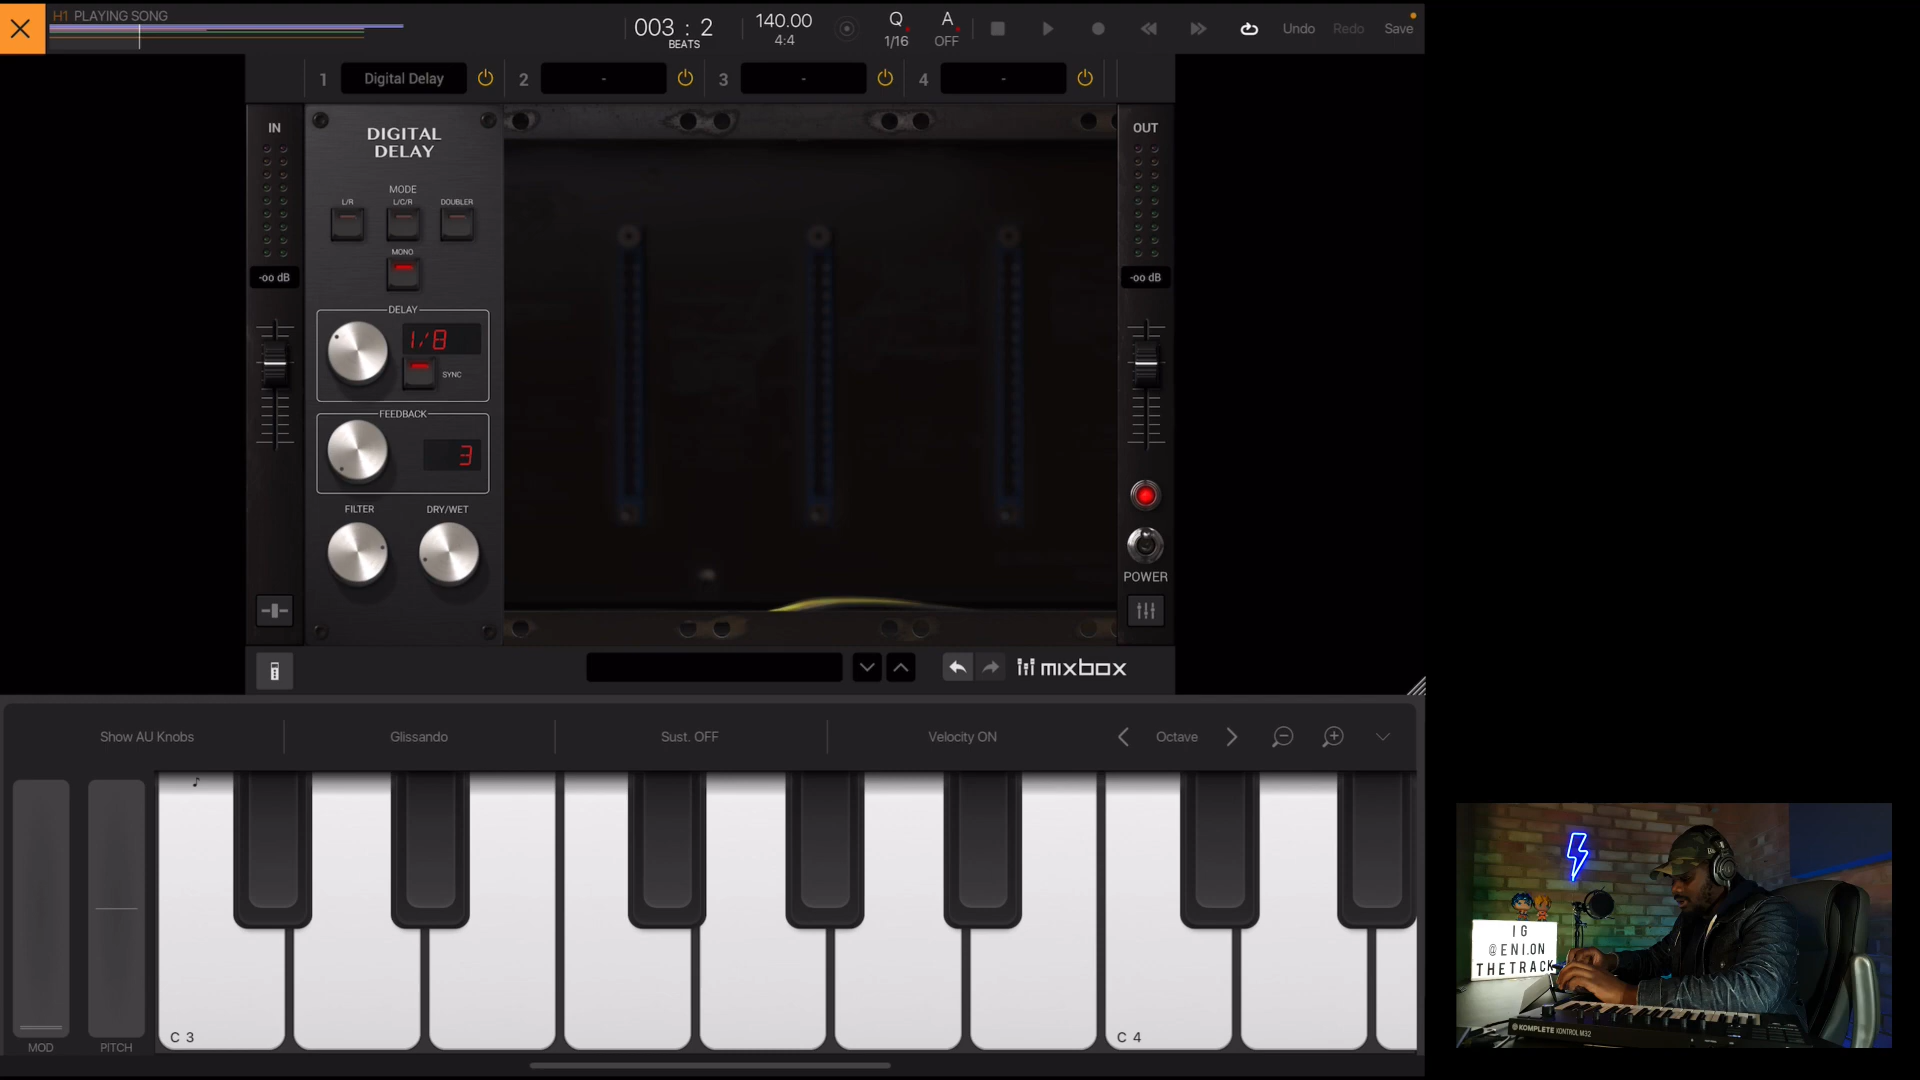 H1 PLAYING SONG
003 : 2
BEATS
140.00
4:4
Q
1/16
A
OFF
Undo
Redo
Save
1
Digital Delay
2
-
3
-
4
-
IN
DIGITAL
DELAY
MODE
L/R
L/C/R
DOUBLER
MONO
-oo dB
DELAY
1/8
SYNC
FEEDBACK
3
FILTER
DRY/WET
OUT
-oo dB
POWER
mixbox
Show AU Knobs
Glissando
Sust. OFF
Velocity ON
Octave
C 3
C 4
MOD
PITCH
IG
@ENI.ON
THETRACK
KOMPLETE KONTROL M32